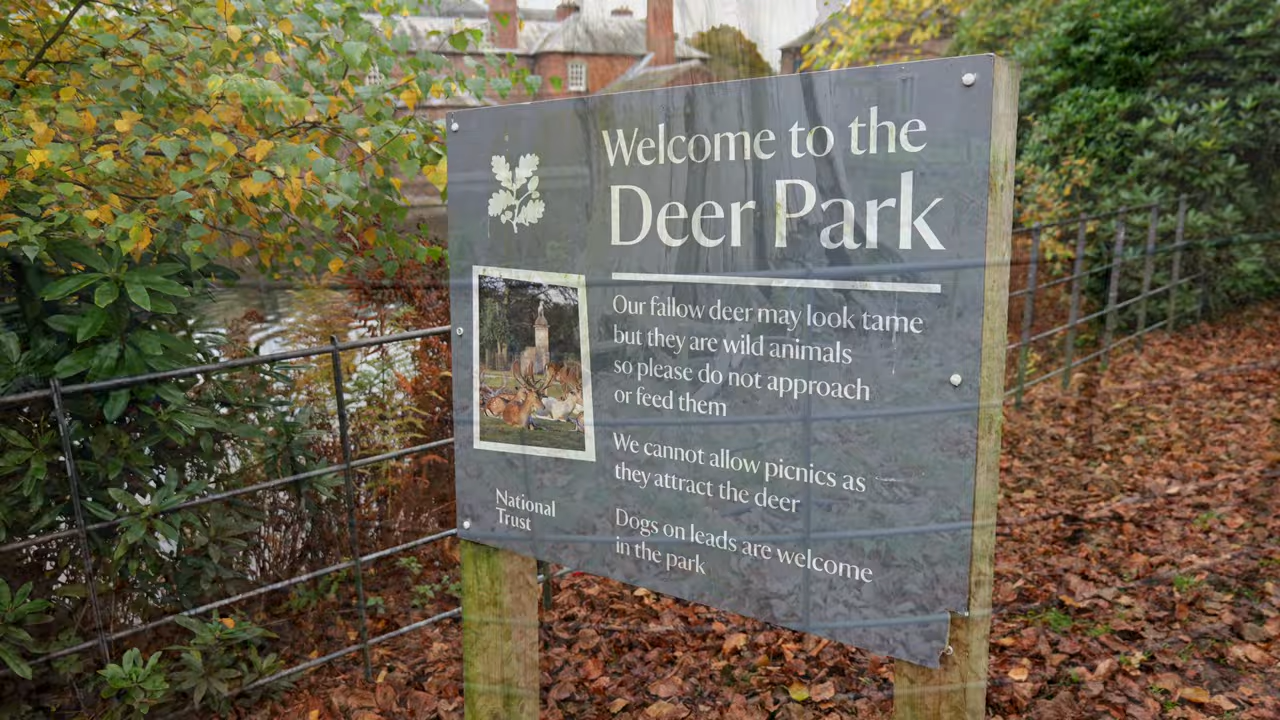 Welcome to the
Deer Park
Our fallow deer may look tame
but they are wild animals
so please do not approach
or feed them
We cannot allow picnics as
they attract the deer
Dogs on leads are welcome
in the park
National
Trust